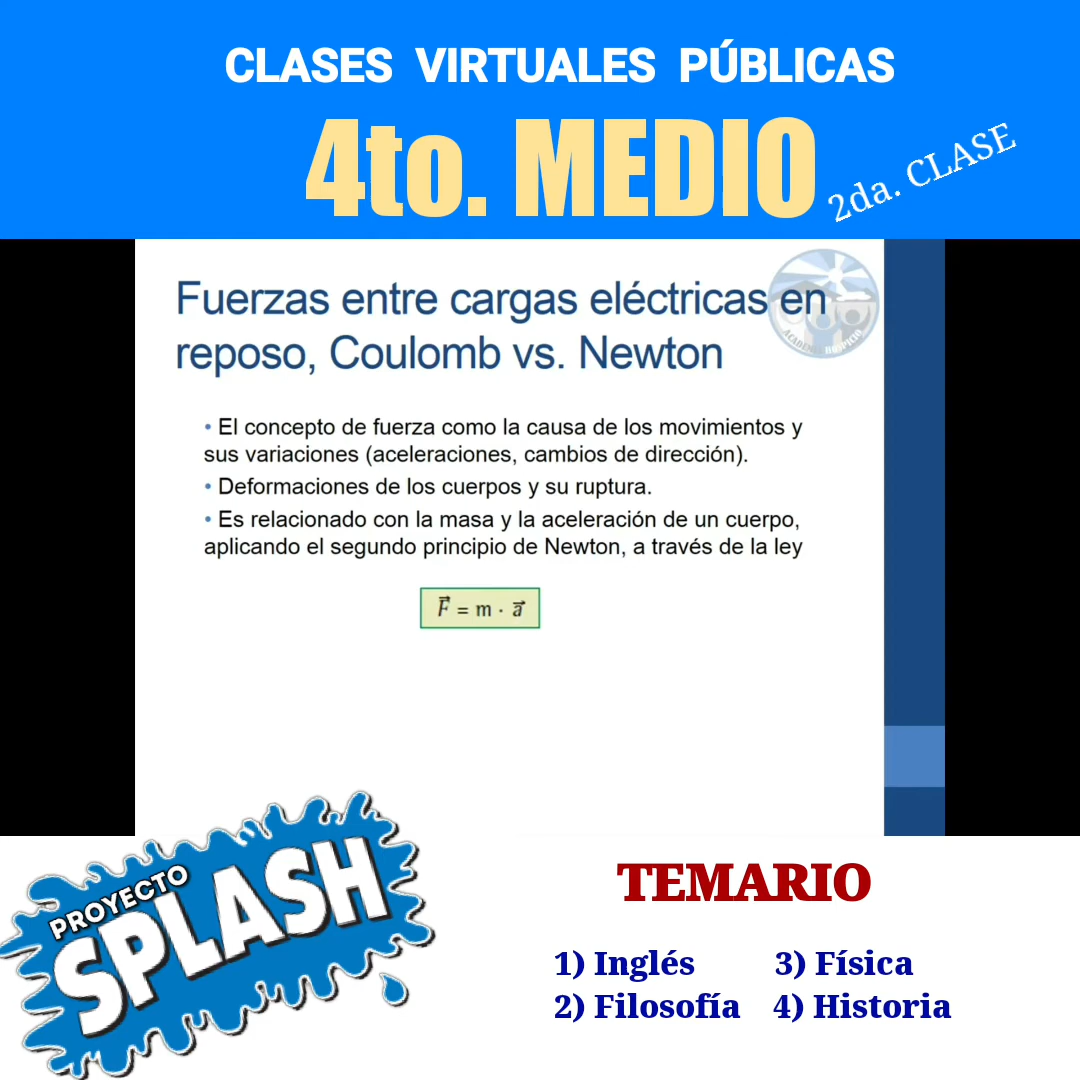 CLASES VIRTUALES PÚBLICAS
4to. MEDIO
2da. CLASE
Fuerzas entre cargas eléctricas en
reposo, Coulomb vs. Newton
• El concepto de fuerza como la causa de los movimientos y
sus variaciones (aceleraciones, cambios de dirección).
• Deformaciones de los cuerpos y su ruptura.
• Es relacionado con la masa y la aceleración de un cuerpo,
aplicando el segundo principio de Newton, a través de la ley
F⃗ = m · a⃗
PROYECTO
SPLASH
TEMARIO
1) Inglés 3) Física
2) Filosofía 4) Historia